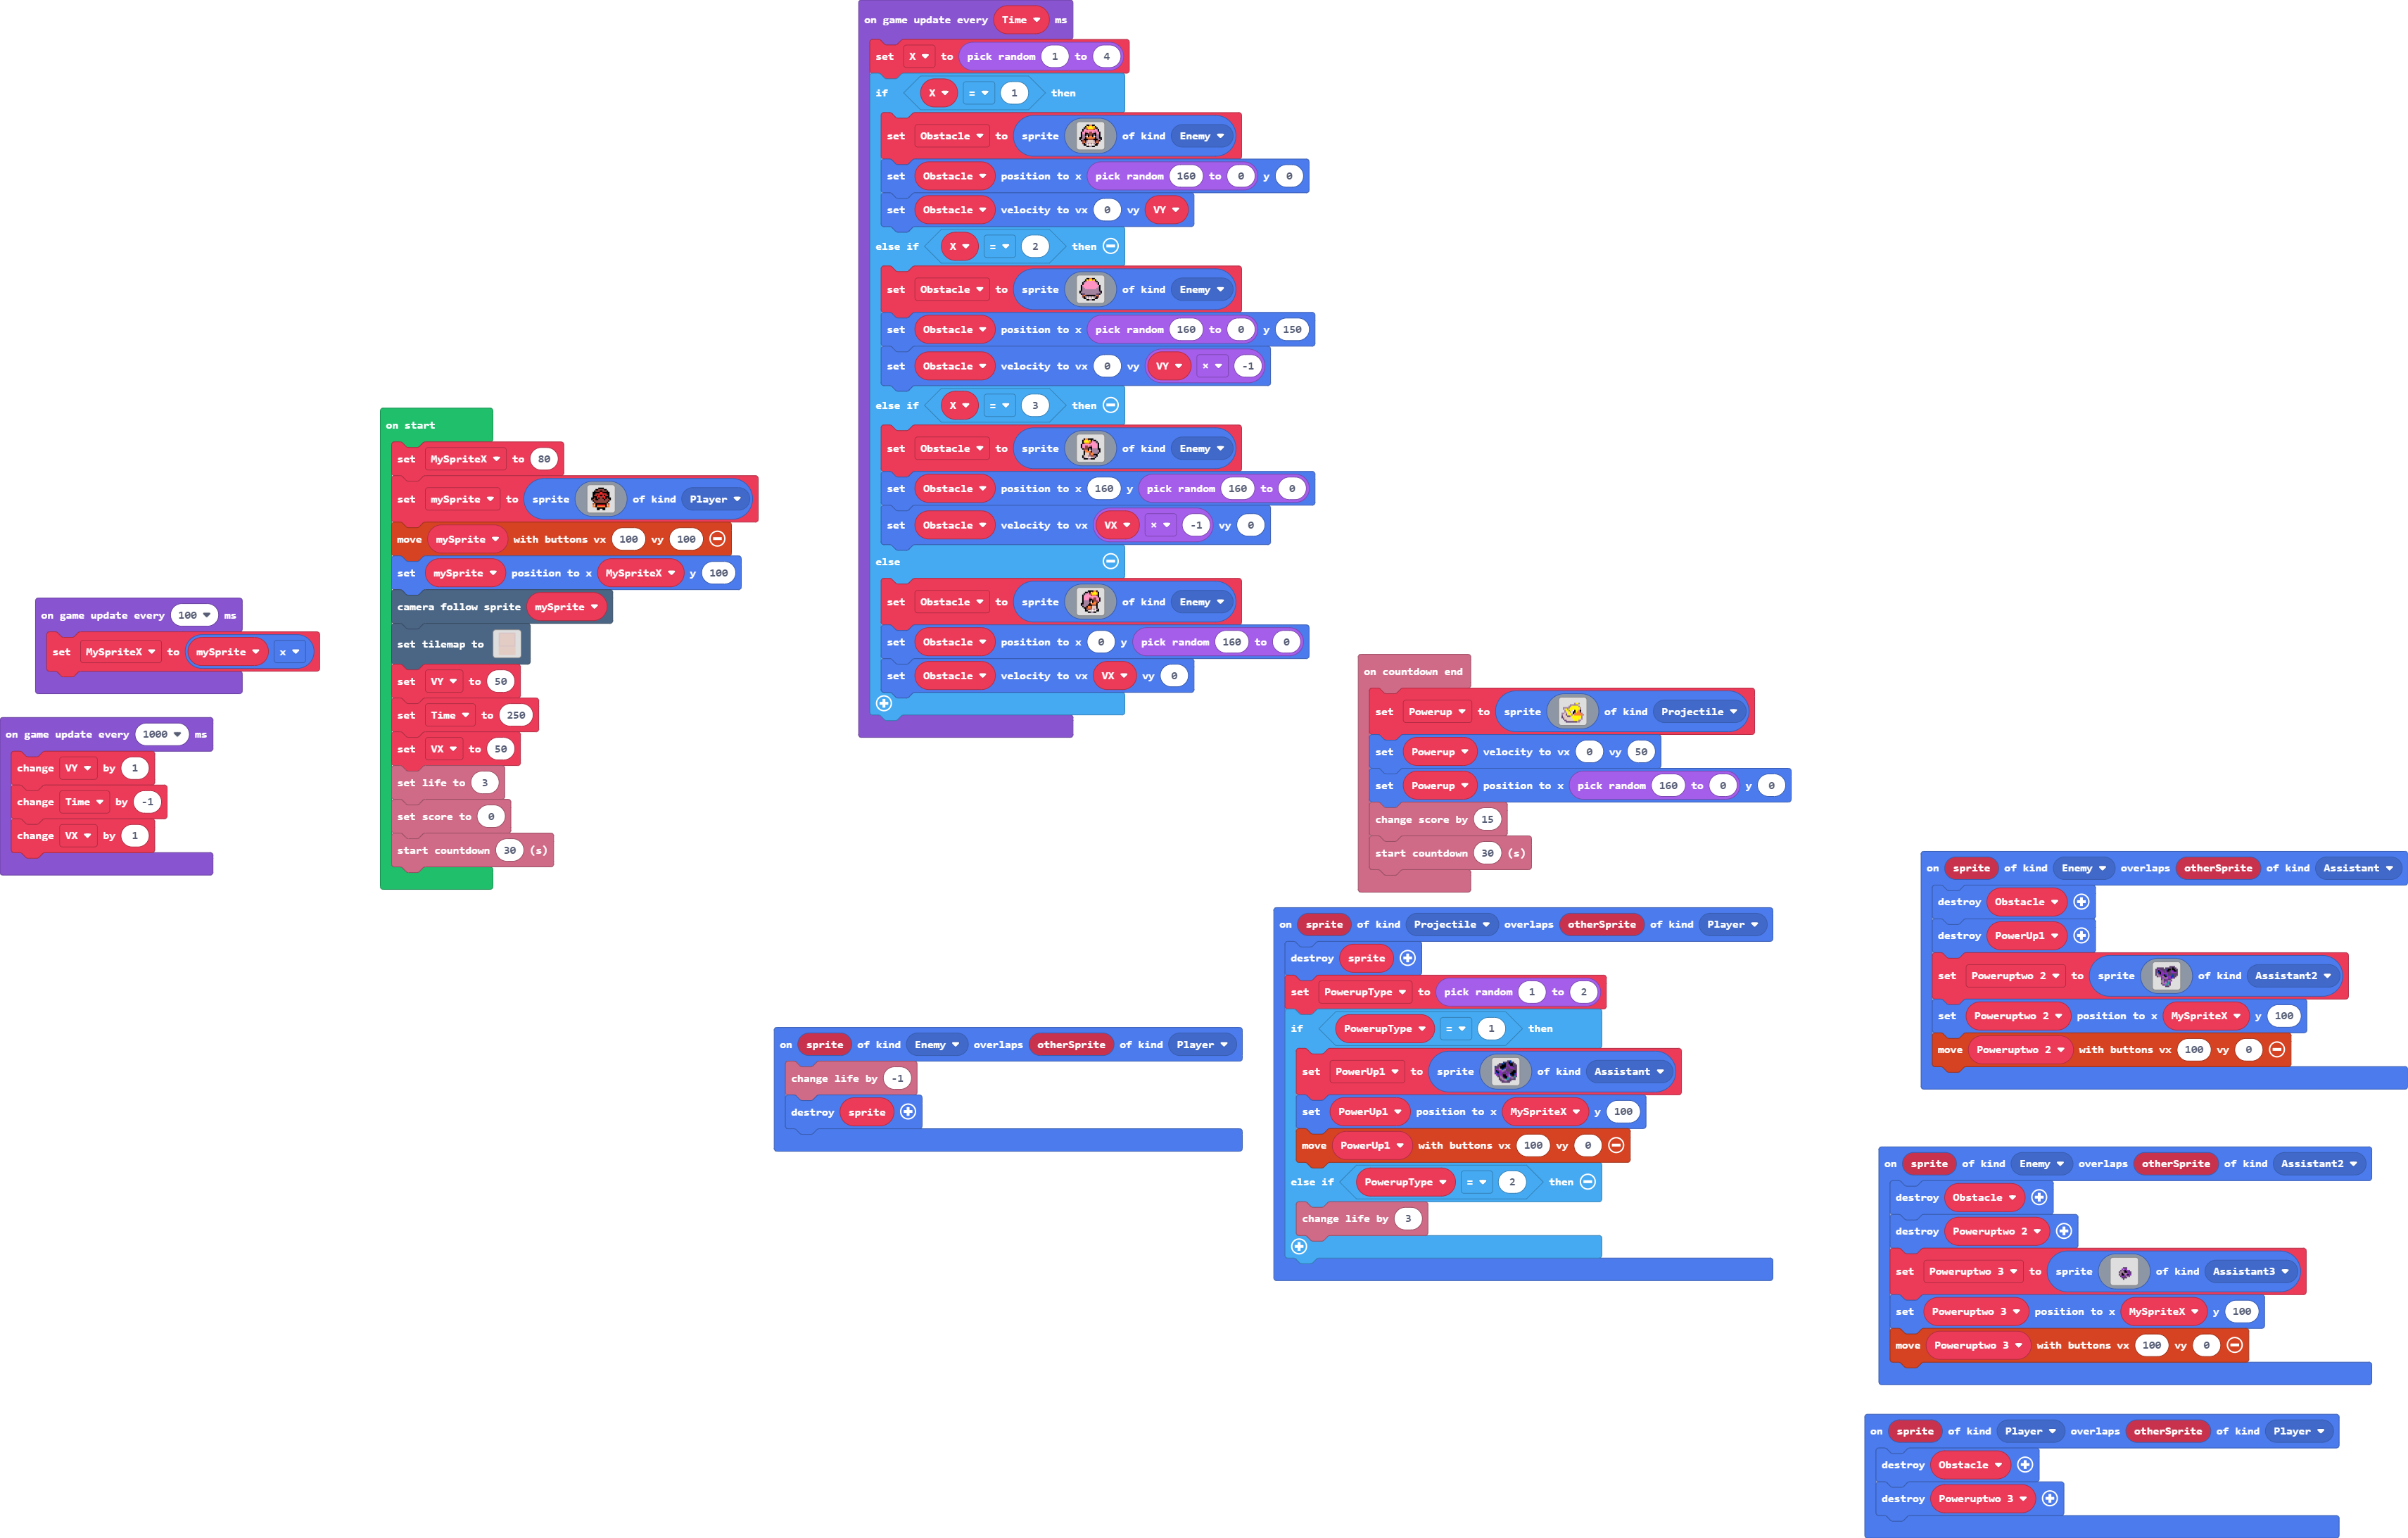 on game update every 100 ms
set MySpriteX to mySprite x
on game update every 1000 ms
change VY by 1
change Time by -1
change VX by 1
on start
set MySpriteX to 80
set mySprite to sprite of kind Player
move mySprite with buttons vx 100 vy 100
set mySprite position to x MySpriteX y 100
camera follow sprite mySprite
set tilemap to
set VY to 50
set Time to 250
set VX to 50
set life to 3
set score to 0
start countdown 30 (s)
on game update every Time ms
set X to pick random 1 to 4
if X = 1 then
set Obstacle to sprite of kind Enemy
set Obstacle position to x pick random 160 to 0 y 0
set Obstacle velocity to vx 0 vy VY
else if X = 2 then
set Obstacle to sprite of kind Enemy
set Obstacle position to x pick random 160 to 0 y 150
set Obstacle velocity to vx 0 vy VY × -1
else if X = 3 then
set Obstacle to sprite of kind Enemy
set Obstacle position to x 160 y pick random 160 to 0
set Obstacle velocity to vx VX × -1 vy 0
else
set Obstacle to sprite of kind Enemy
set Obstacle position to x 0 y pick random 160 to 0
set Obstacle velocity to vx VX vy 0
on sprite of kind Enemy overlaps otherSprite of kind Player
change life by -1
destroy sprite
on countdown end
set Powerup to sprite of kind Projectile
set Powerup velocity to vx 0 vy 50
set Powerup position to x pick random 160 to 0 y 0
change score by 15
start countdown 30 (s)
on sprite of kind Projectile overlaps otherSprite of kind Player
destroy sprite
set PowerupType to pick random 1 to 2
if PowerupType = 1 then
set PowerUp1 to sprite of kind Assistant
set PowerUp1 position to x MySpriteX y 100
move PowerUp1 with buttons vx 100 vy 0
else if PowerupType = 2 then
change life by 3
on sprite of kind Enemy overlaps otherSprite of kind Assistant
destroy Obstacle
destroy PowerUp1
set Poweruptwo 2 to sprite of kind Assistant2
set Poweruptwo 2 position to x MySpriteX y 100
move Poweruptwo 2 with buttons vx 100 vy 0
on sprite of kind Enemy overlaps otherSprite of kind Assistant2
destroy Obstacle
destroy Poweruptwo 2
set Poweruptwo 3 to sprite of kind Assistant3
set Poweruptwo 3 position to x MySpriteX y 100
move Poweruptwo 3 with buttons vx 100 vy 0
on sprite of kind Player overlaps otherSprite of kind Player
destroy Obstacle
destroy Poweruptwo 3